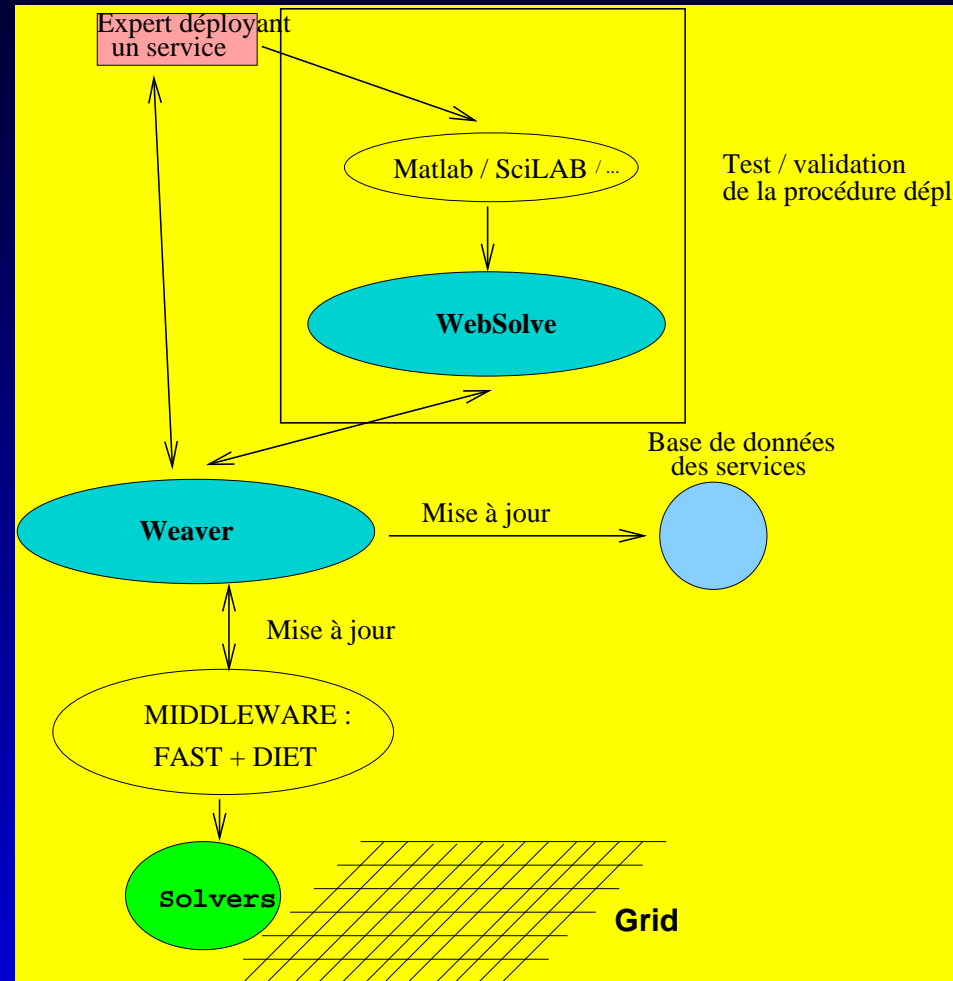 Expert déployant
un service
Matlab / SciLAB / ...
Test / validation
de la procédure dépl
WebSolve
Base de données
des services
Weaver
Mise à jour
Mise à jour
MIDDLEWARE :
FAST + DIET
Solvers
Grid